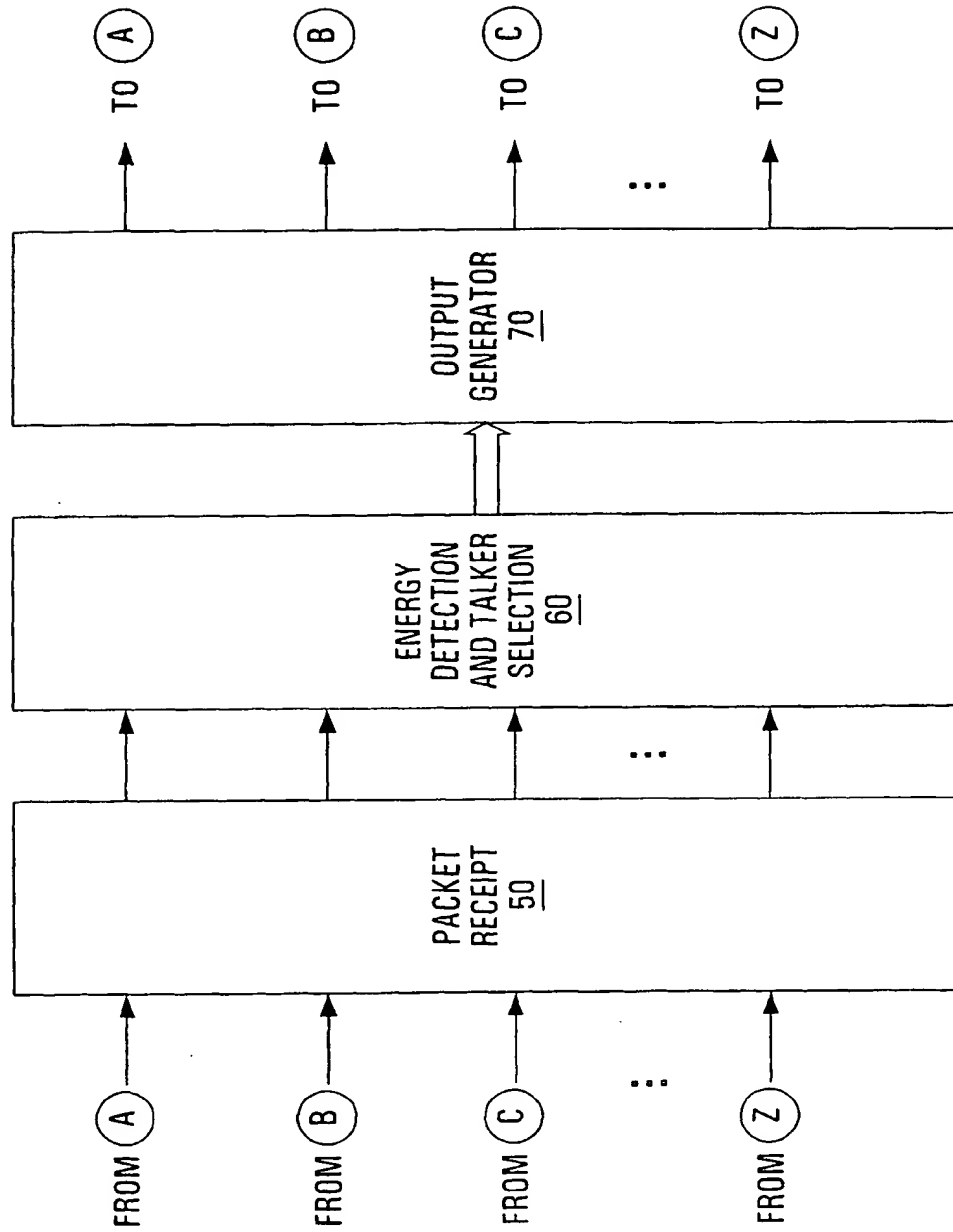 FROM A
FROM B
FROM C
...
FROM Z
PACKET
RECEIPT
50
...
ENERGY
DETECTION
AND TALKER
SELECTION
60
OUTPUT
GENERATOR
70
TO A
TO B
TO C
...
TO Z